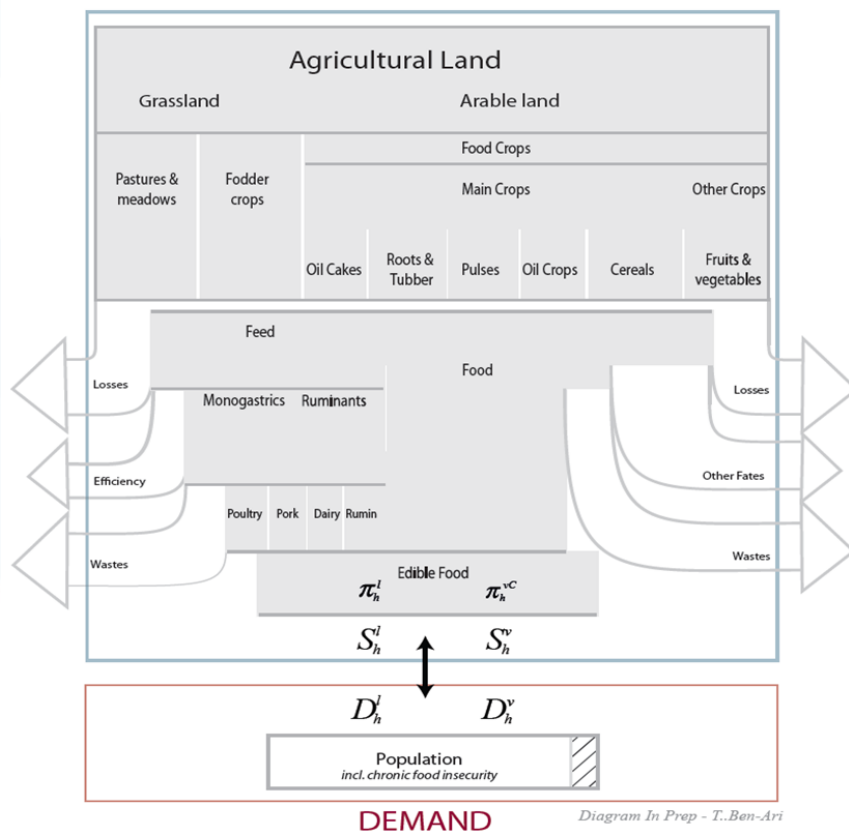 Agricultural Land
Grassland
Arable land
Food Crops
Pastures &
meadows
Fodder
crops
Main Crops
Other Crops
Oil Cakes
Roots &
Tubber
Pulses
Oil Crops
Cereals
Fruits &
vegetables
Feed
Food
Losses
Losses
Monogastrics
Ruminants
Efficiency
Other Fates
Poultry
Pork
Dairy
Rumin
Wastes
Wastes
Edible Food
π_h^l
π_h^{vC}
S_h^l
S_h^v
D_h^l
D_h^v
Population
incl. chronic food insecurity
DEMAND
Diagram In Prep - T..Ben-Ari